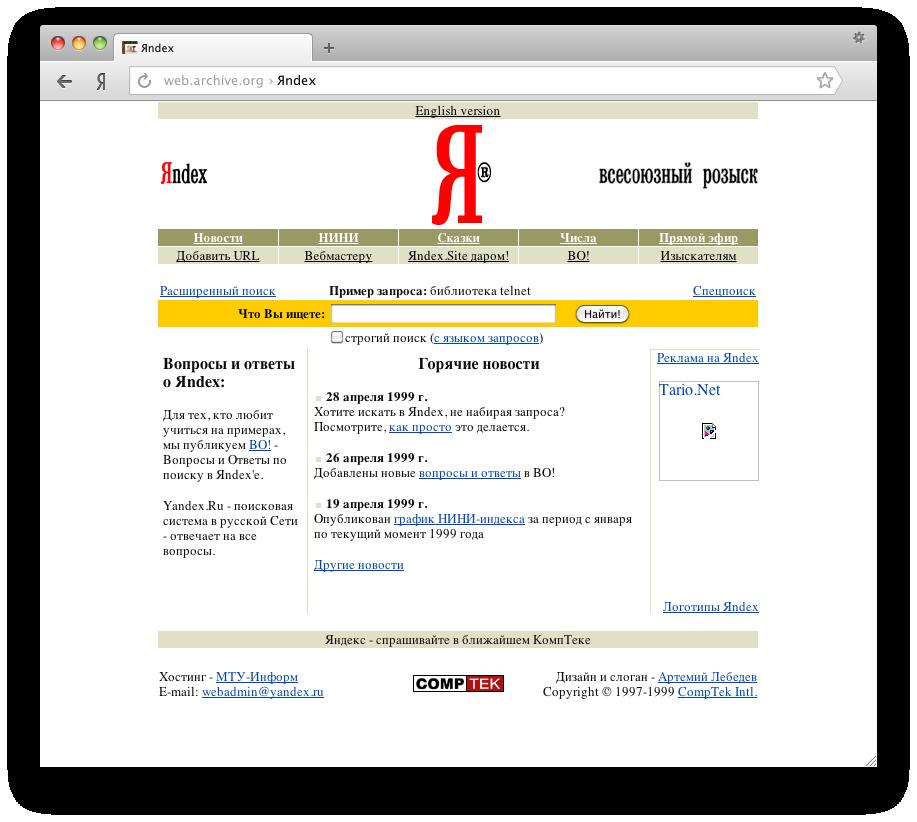 Яndex
web.archive.org › Яndex
English version
Яndex
Я®
всесоюзный розыск
Новости НИНИ Сказки Числа Прямой эфир
Добавить URL Вебмастеру Яndex.Site даром! ВО! Изыскателям
Расширенный поиск Пример запроса: библиотека telnet Спецпоиск
Что Вы ищете: Найти!
строгий поиск (с языком запросов)
Вопросы и ответы
о Яndex:
Для тех, кто любит
учиться на примерах,
мы публикуем ВО! -
Вопросы и Ответы по
поиску в Яndex'е.
Yandex.Ru - поисковая
система в русской Сети
- отвечает на все
вопросы.
Горячие новости
28 апреля 1999 г.
Хотите искать в Яndex, не набирая запроса?
Посмотрите, как просто это делается.
26 апреля 1999 г.
Добавлены новые вопросы и ответы в ВО!
19 апреля 1999 г.
Опубликован график НИНИ-индекса за период с января
по текущий момент 1999 года
Другие новости
Реклама на Яndex
Tario.Net
Логотипы Яndex
Яндекс - спрашивайте в ближайшем КомпТеке
Хостинг - МТУ-Информ
E-mail: webadmin@yandex.ru
COMPTEK
Дизайн и слоган - Артемий Лебедев
Copyright © 1997-1999 CompTek Intl.